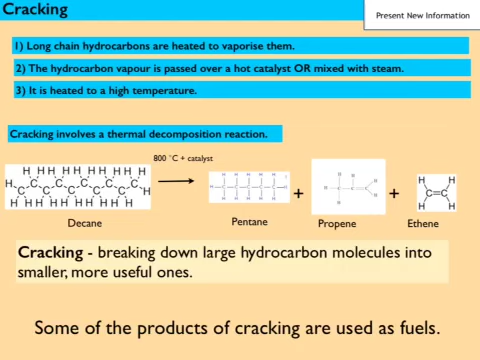 Cracking
Present New Information
1) Long chain hydrocarbons are heated to vaporise them.
2) The hydrocarbon vapour is passed over a hot catalyst OR mixed with steam.
3) It is heated to a high temperature.
Cracking involves a thermal decomposition reaction.
800 °C + catalyst
+
+
Decane
Pentane
Propene
Ethene
Cracking - breaking down large hydrocarbon molecules into
smaller, more useful ones.
Some of the products of cracking are used as fuels.